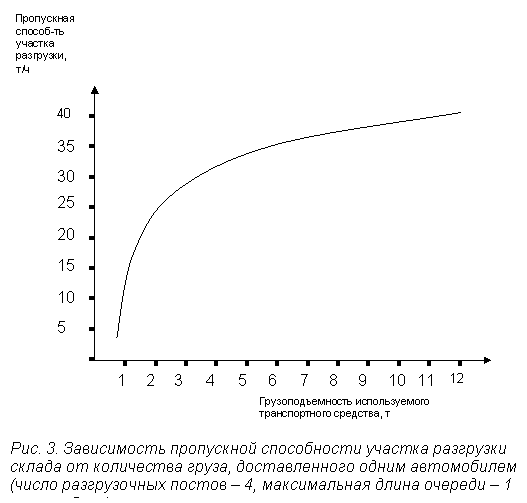 Пропускная
способ-ть
участка
разгрузки,
т/ч
40
35
30
25
20
15
10
5
1 2 3 4 5 6 7 8 9 10 11 12
Грузоподъемность используемого
транспортного средства, т
Рис. 3. Зависимость пропускной способности участка разгрузки
склада от количества груза, доставленного одним автомобилем
(число разгрузочных постов – 4, максимальная длина очереди – 1